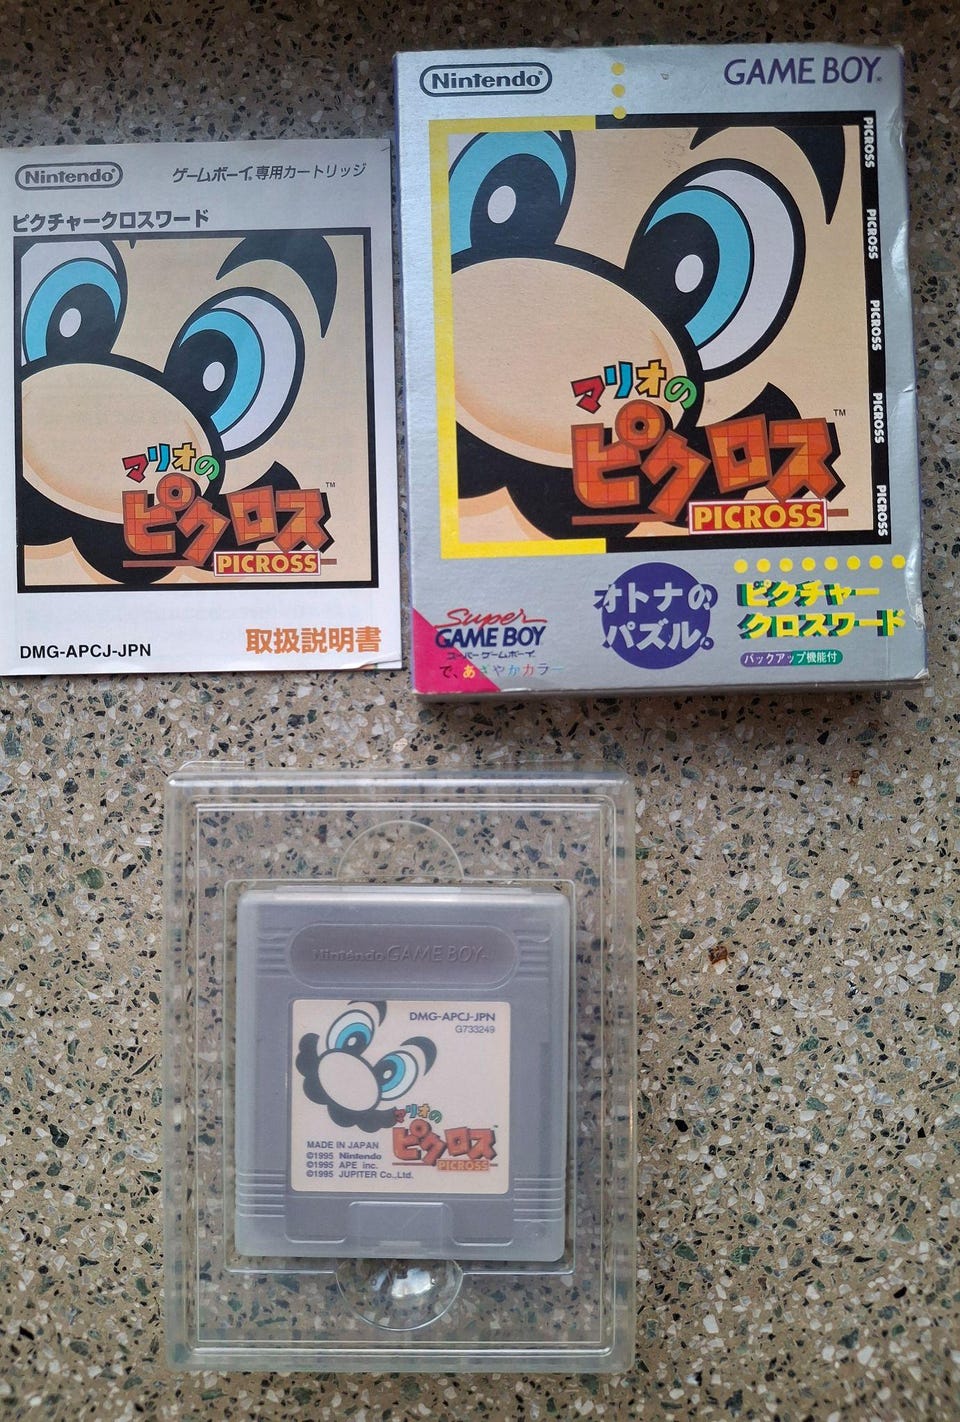 Nintendo®
ゲームボーイ®専用カートリッジ
ピクチャークロスワード
マリオの
ピクロス™
PICROSS
DMG-APCJ-JPN
取扱説明書
Nintendo®
GAME BOY®
PICROSS
PICROSS
PICROSS
PICROSS
PICROSS
マリオの
ピクロス™
PICROSS
Super
GAME BOY
スーパーゲームボーイ®
で、あざやかカラー
オトナの
パズル。
ピクチャー
クロスワード
バックアップ機能付
Nintendo GAME BOY™
DMG-APCJ-JPN
G733249
マリオの
ピクロス™
PICROSS
MADE IN JAPAN
©1995 Nintendo
©1995 APE inc.
©1995 JUPITER Co.,Ltd.